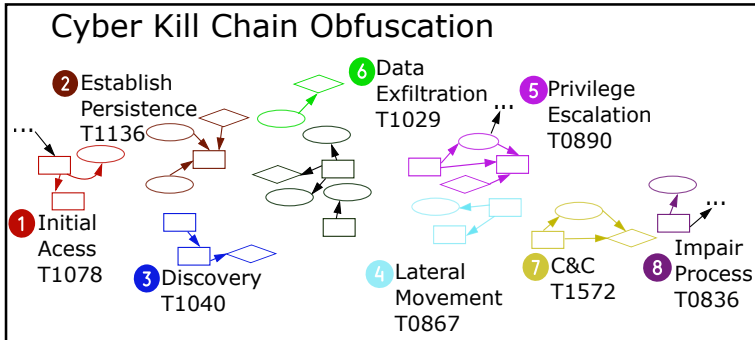 Cyber Kill Chain Obfuscation
2 Establish
Persistence
T1136
6 Data
Exfiltration
T1029
...
5 Privilege
Escalation
T0890
...
1 Initial
Acess
T1078
3 Discovery
T1040
4 Lateral
Movement
T0867
7 C&C
T1572
...
8 Impair
Process
T0836